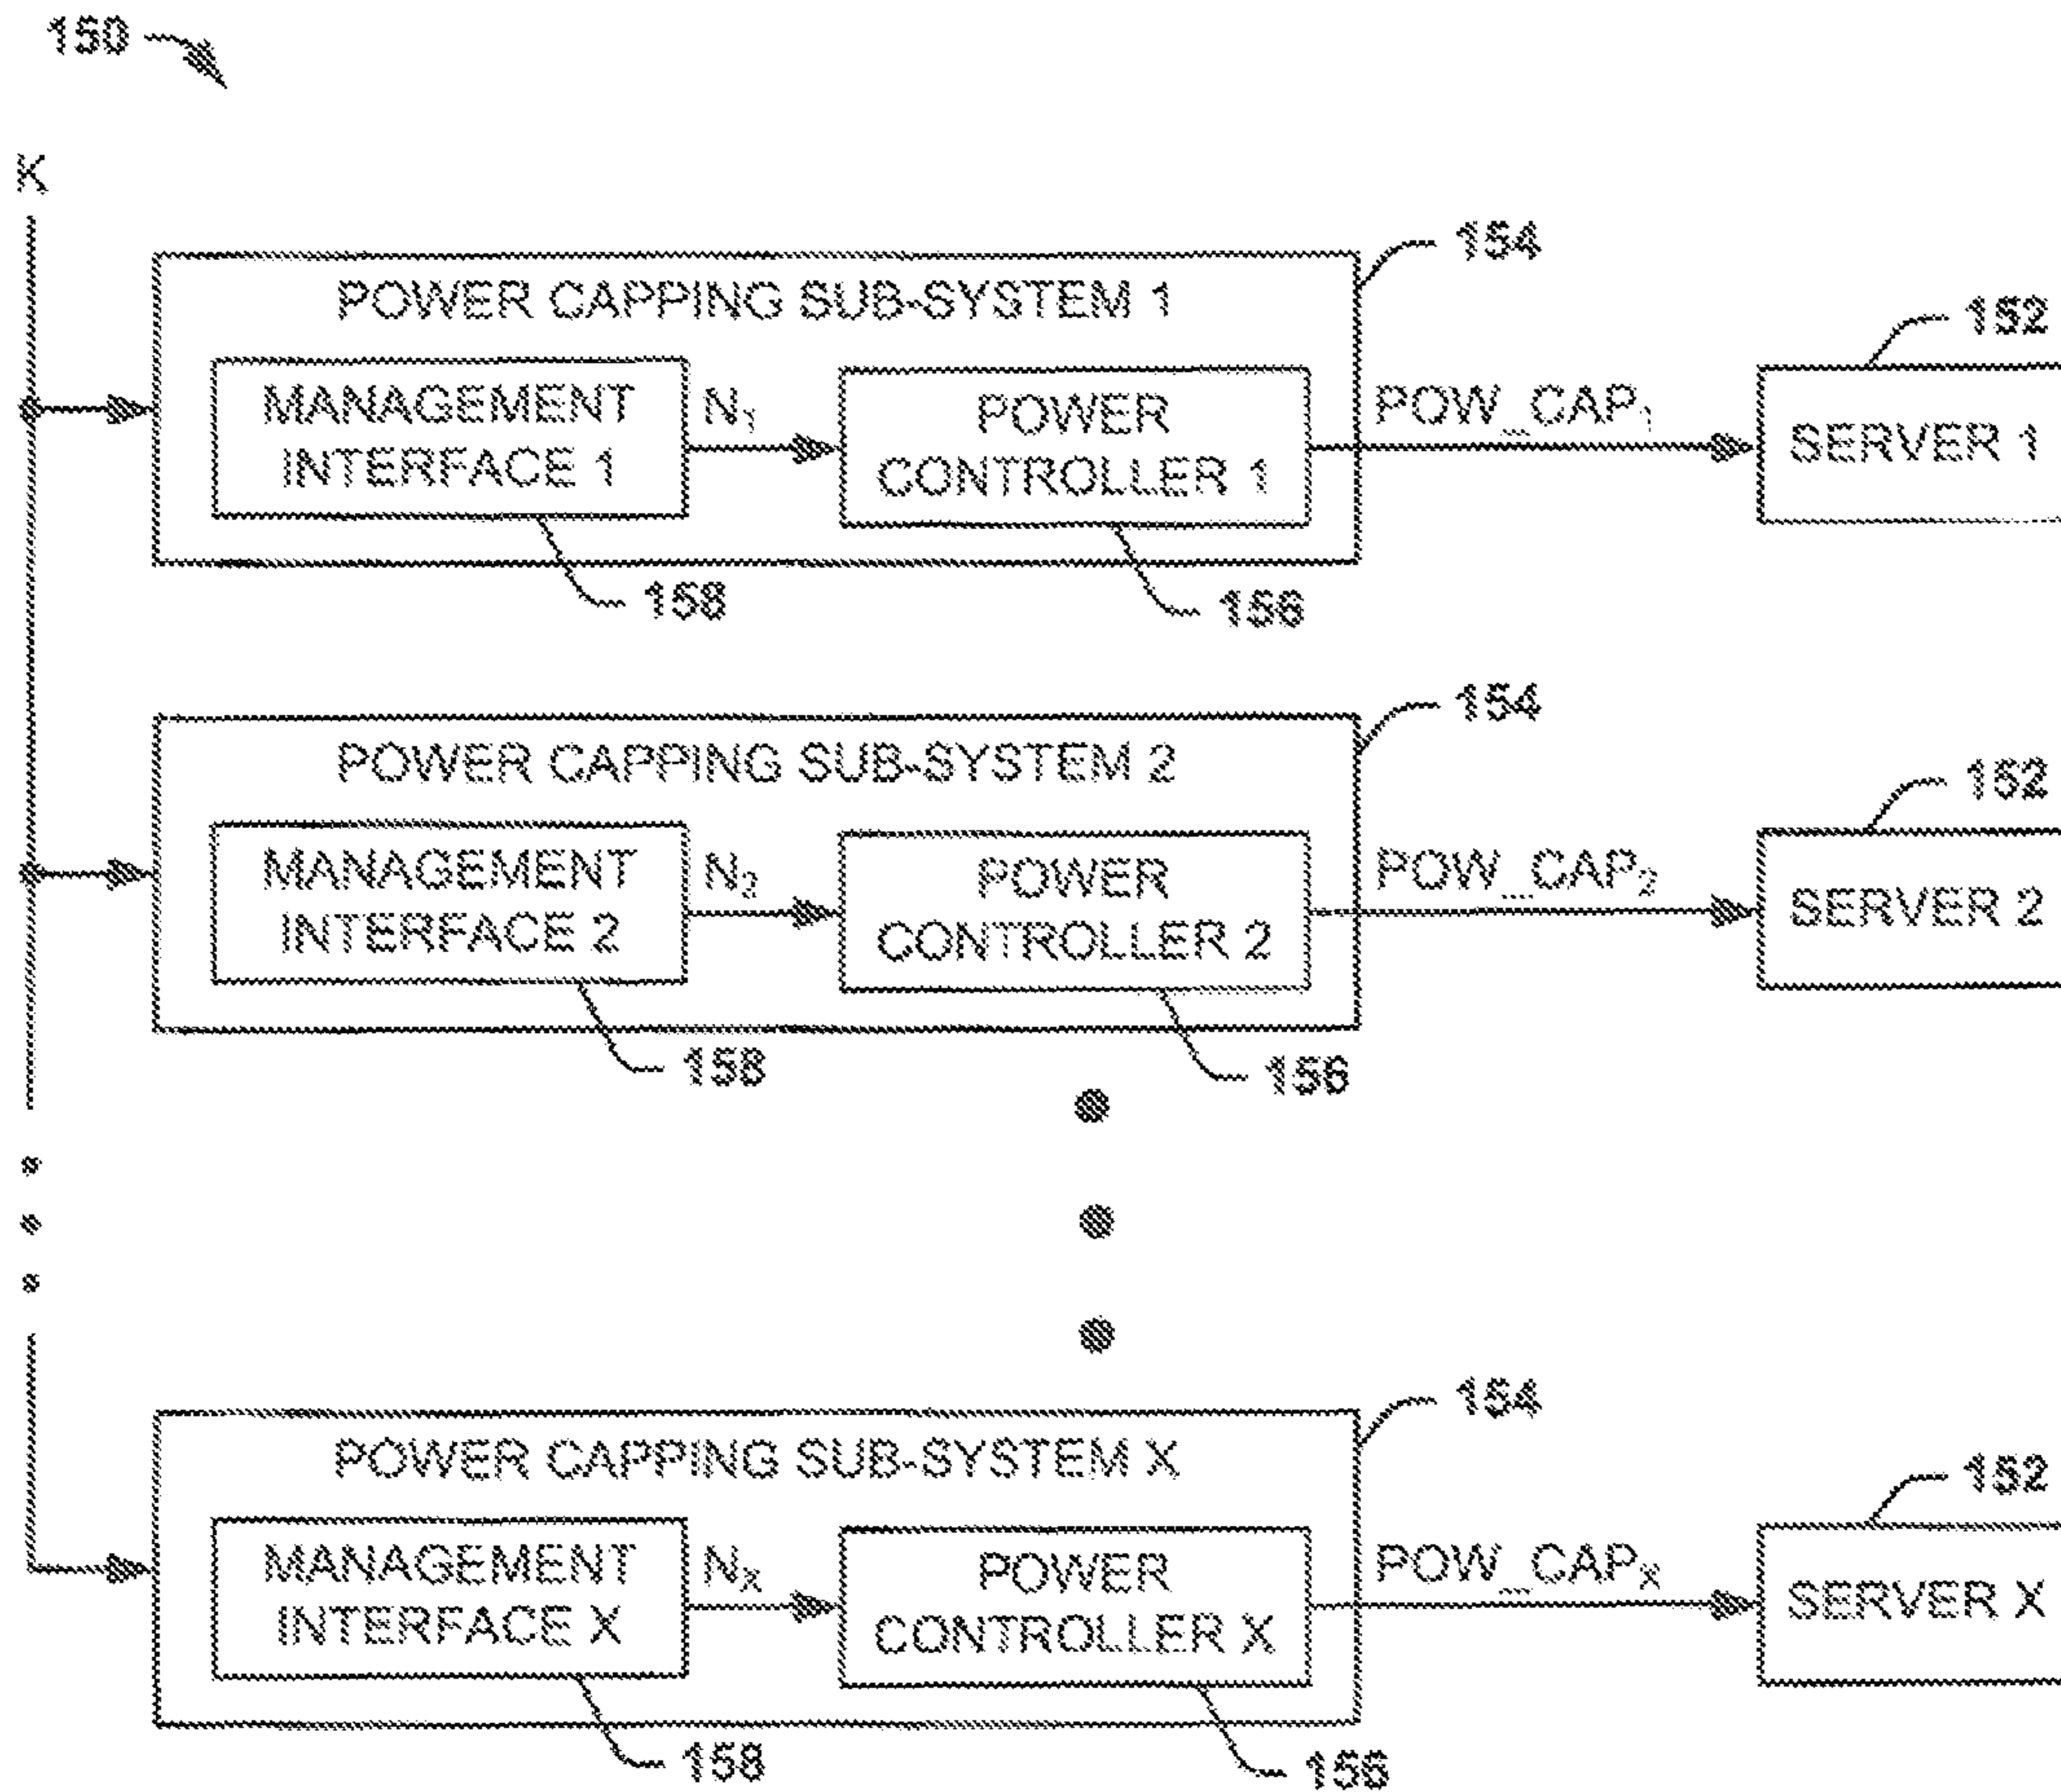 150
K
154
POWER CAPPING SUB-SYSTEM 1
152
MANAGEMENT
INTERFACE 1
N₁
POWER
CONTROLLER 1
POW_CAP₁
SERVER 1
158
156
154
POWER CAPPING SUB-SYSTEM 2
152
MANAGEMENT
INTERFACE 2
N₂
POWER
CONTROLLER 2
POW_CAP₂
SERVER 2
158
156
154
POWER CAPPING SUB-SYSTEM X
152
MANAGEMENT
INTERFACE X
Nₓ
POWER
CONTROLLER X
POW_CAPₓ
SERVER X
158
156